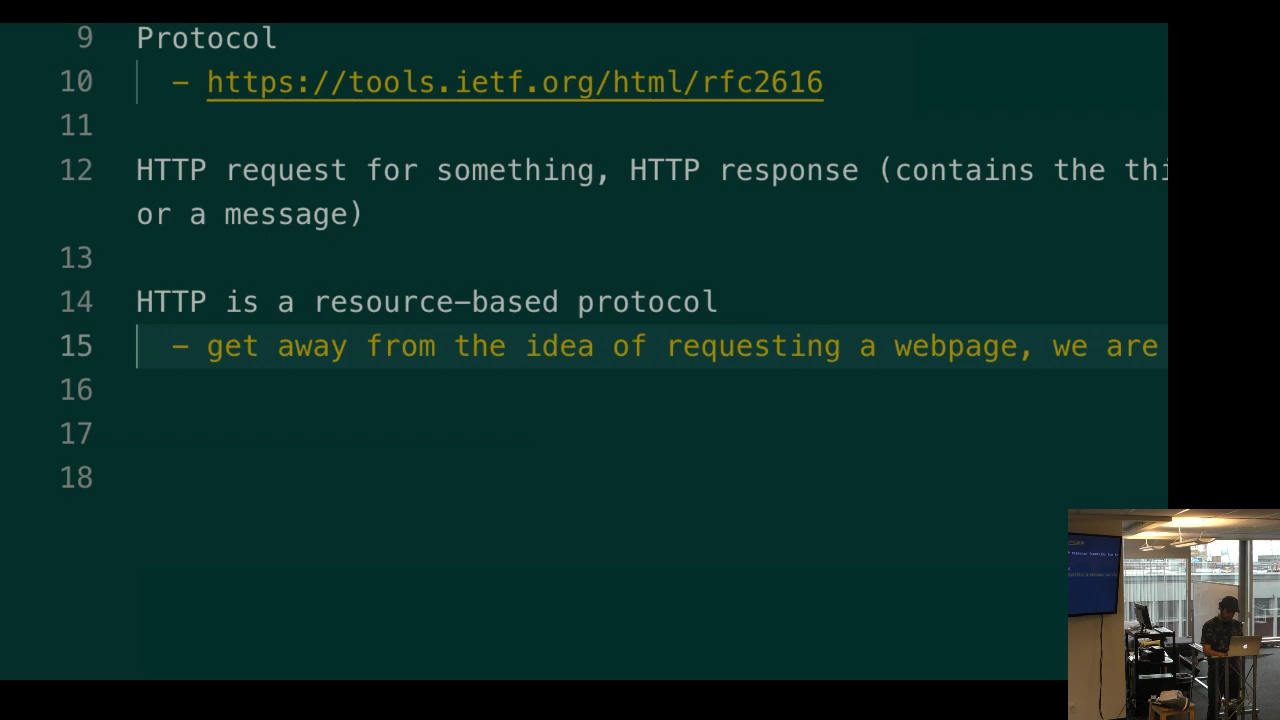 9 Protocol
10 - https://tools.ietf.org/html/rfc2616
11
12 HTTP request for something, HTTP response (contains the thi
or a message)
13
14 HTTP is a resource-based protocol
15 - get away from the idea of requesting a webpage, we are
16
17
18